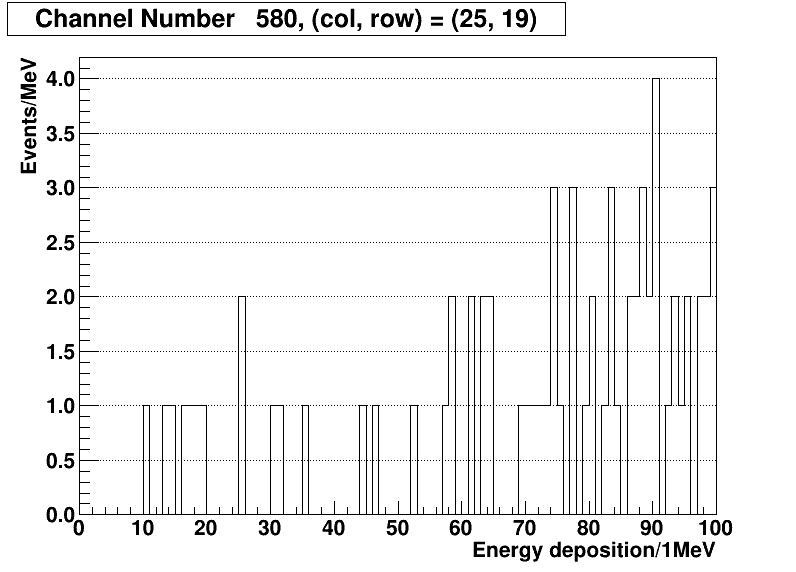 Channel Number 580, (col, row) = (25, 19)
Events/MeV
4.0
3.5
3.0
2.5
2.0
1.5
1.0
0.5
0.0
0 10 20 30 40 50 60 70 80 90 100
Energy deposition/1MeV